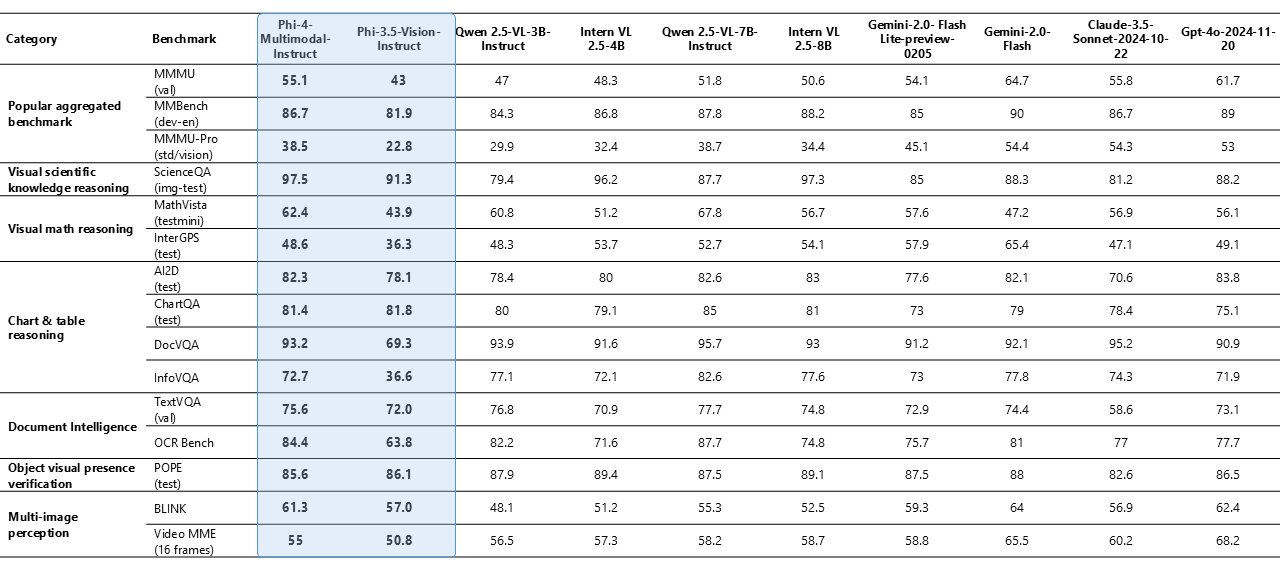 Category Benchmark Phi-4-Multimodal-Instruct Phi-3.5-Vision-Instruct Qwen 2.5-VL-3B-Instruct Intern VL 2.5-4B Qwen 2.5-VL-7B-Instruct Intern VL 2.5-8B Gemini-2.0- Flash Lite-preview-0205 Gemini-2.0-Flash Claude-3.5-Sonnet-2024-10-22 Gpt-4o-2024-11-20
Popular aggregated benchmark
MMMU (val) 55.1 43 47 48.3 51.8 50.6 54.1 64.7 55.8 61.7
MMBench (dev-en) 86.7 81.9 84.3 86.8 87.8 88.2 85 90 86.7 89
MMMU-Pro (std/vision) 38.5 22.8 29.9 32.4 38.7 34.4 45.1 54.4 54.3 53
Visual scientific knowledge reasoning
ScienceQA (img-test) 97.5 91.3 79.4 96.2 87.7 97.3 85 88.3 81.2 88.2
Visual math reasoning
MathVista (testmini) 62.4 43.9 60.8 51.2 67.8 56.7 57.6 47.2 56.9 56.1
InterGPS (test) 48.6 36.3 48.3 53.7 52.7 54.1 57.9 65.4 47.1 49.1
Chart & table reasoning
AI2D (test) 82.3 78.1 78.4 80 82.6 83 77.6 82.1 70.6 83.8
ChartQA (test) 81.4 81.8 80 79.1 85 81 73 79 78.4 75.1
DocVQA 93.2 69.3 93.9 91.6 95.7 93 91.2 92.1 95.2 90.9
InfoVQA 72.7 36.6 77.1 72.1 82.6 77.6 73 77.8 74.3 71.9
Document Intelligence
TextVQA (val) 75.6 72.0 76.8 70.9 77.7 74.8 72.9 74.4 58.6 73.1
OCR Bench 84.4 63.8 82.2 71.6 87.7 74.8 75.7 81 77 77.7
Object visual presence verification
POPE (test) 85.6 86.1 87.9 89.4 87.5 89.1 87.5 88 82.6 86.5
Multi-image perception
BLINK 61.3 57.0 48.1 51.2 55.3 52.5 59.3 64 56.9 62.4
Video MME (16 frames) 55 50.8 56.5 57.3 58.2 58.7 58.8 65.5 60.2 68.2